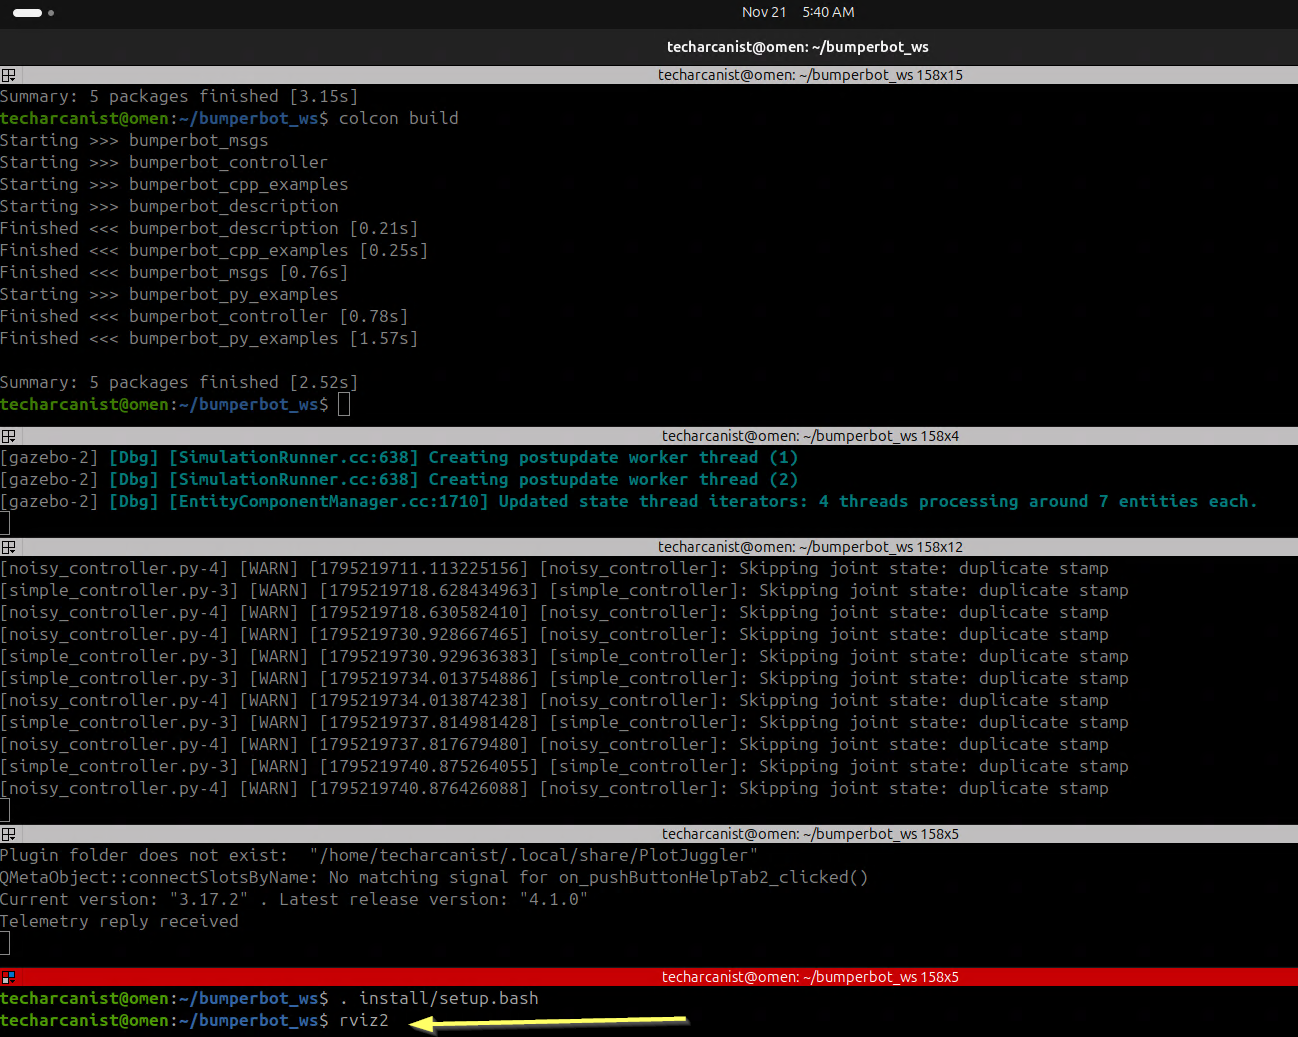 Nov 21 5:40 AM
techarcanist@omen: ~/bumperbot_ws
techarcanist@omen: ~/bumperbot_ws 158x15
Summary: 5 packages finished [3.15s]
techarcanist@omen:~/bumperbot_ws$ colcon build
Starting >>> bumperbot_msgs
Starting >>> bumperbot_controller
Starting >>> bumperbot_cpp_examples
Starting >>> bumperbot_description
Finished <<< bumperbot_description [0.21s]
Finished <<< bumperbot_cpp_examples [0.25s]
Finished <<< bumperbot_msgs [0.76s]
Starting >>> bumperbot_py_examples
Finished <<< bumperbot_controller [0.78s]
Finished <<< bumperbot_py_examples [1.57s]
Summary: 5 packages finished [2.52s]
techarcanist@omen:~/bumperbot_ws$
techarcanist@omen: ~/bumperbot_ws 158x4
[gazebo-2] [Dbg] [SimulationRunner.cc:638] Creating postupdate worker thread (1)
[gazebo-2] [Dbg] [SimulationRunner.cc:638] Creating postupdate worker thread (2)
[gazebo-2] [Dbg] [EntityComponentManager.cc:1710] Updated state thread iterators: 4 threads processing around 7 entities each.
techarcanist@omen: ~/bumperbot_ws 158x12
[noisy_controller.py-4] [WARN] [1795219711.113225156] [noisy_controller]: Skipping joint state: duplicate stamp
[simple_controller.py-3] [WARN] [1795219718.628434963] [simple_controller]: Skipping joint state: duplicate stamp
[noisy_controller.py-4] [WARN] [1795219718.630582410] [noisy_controller]: Skipping joint state: duplicate stamp
[noisy_controller.py-4] [WARN] [1795219730.928667465] [noisy_controller]: Skipping joint state: duplicate stamp
[simple_controller.py-3] [WARN] [1795219730.929636383] [simple_controller]: Skipping joint state: duplicate stamp
[simple_controller.py-3] [WARN] [1795219734.013754886] [simple_controller]: Skipping joint state: duplicate stamp
[noisy_controller.py-4] [WARN] [1795219734.013874238] [noisy_controller]: Skipping joint state: duplicate stamp
[simple_controller.py-3] [WARN] [1795219737.814981428] [simple_controller]: Skipping joint state: duplicate stamp
[noisy_controller.py-4] [WARN] [1795219737.817679480] [noisy_controller]: Skipping joint state: duplicate stamp
[simple_controller.py-3] [WARN] [1795219740.875264055] [simple_controller]: Skipping joint state: duplicate stamp
[noisy_controller.py-4] [WARN] [1795219740.876426088] [noisy_controller]: Skipping joint state: duplicate stamp
techarcanist@omen: ~/bumperbot_ws 158x5
Plugin folder does not exist:  "/home/techarcanist/.local/share/PlotJuggler"
QMetaObject::connectSlotsByName: No matching signal for on_pushButtonHelpTab2_clicked()
Current version: "3.17.2" . Latest release version: "4.1.0"
Telemetry reply received
techarcanist@omen: ~/bumperbot_ws 158x5
techarcanist@omen:~/bumperbot_ws$ . install/setup.bash
techarcanist@omen:~/bumperbot_ws$ rviz2